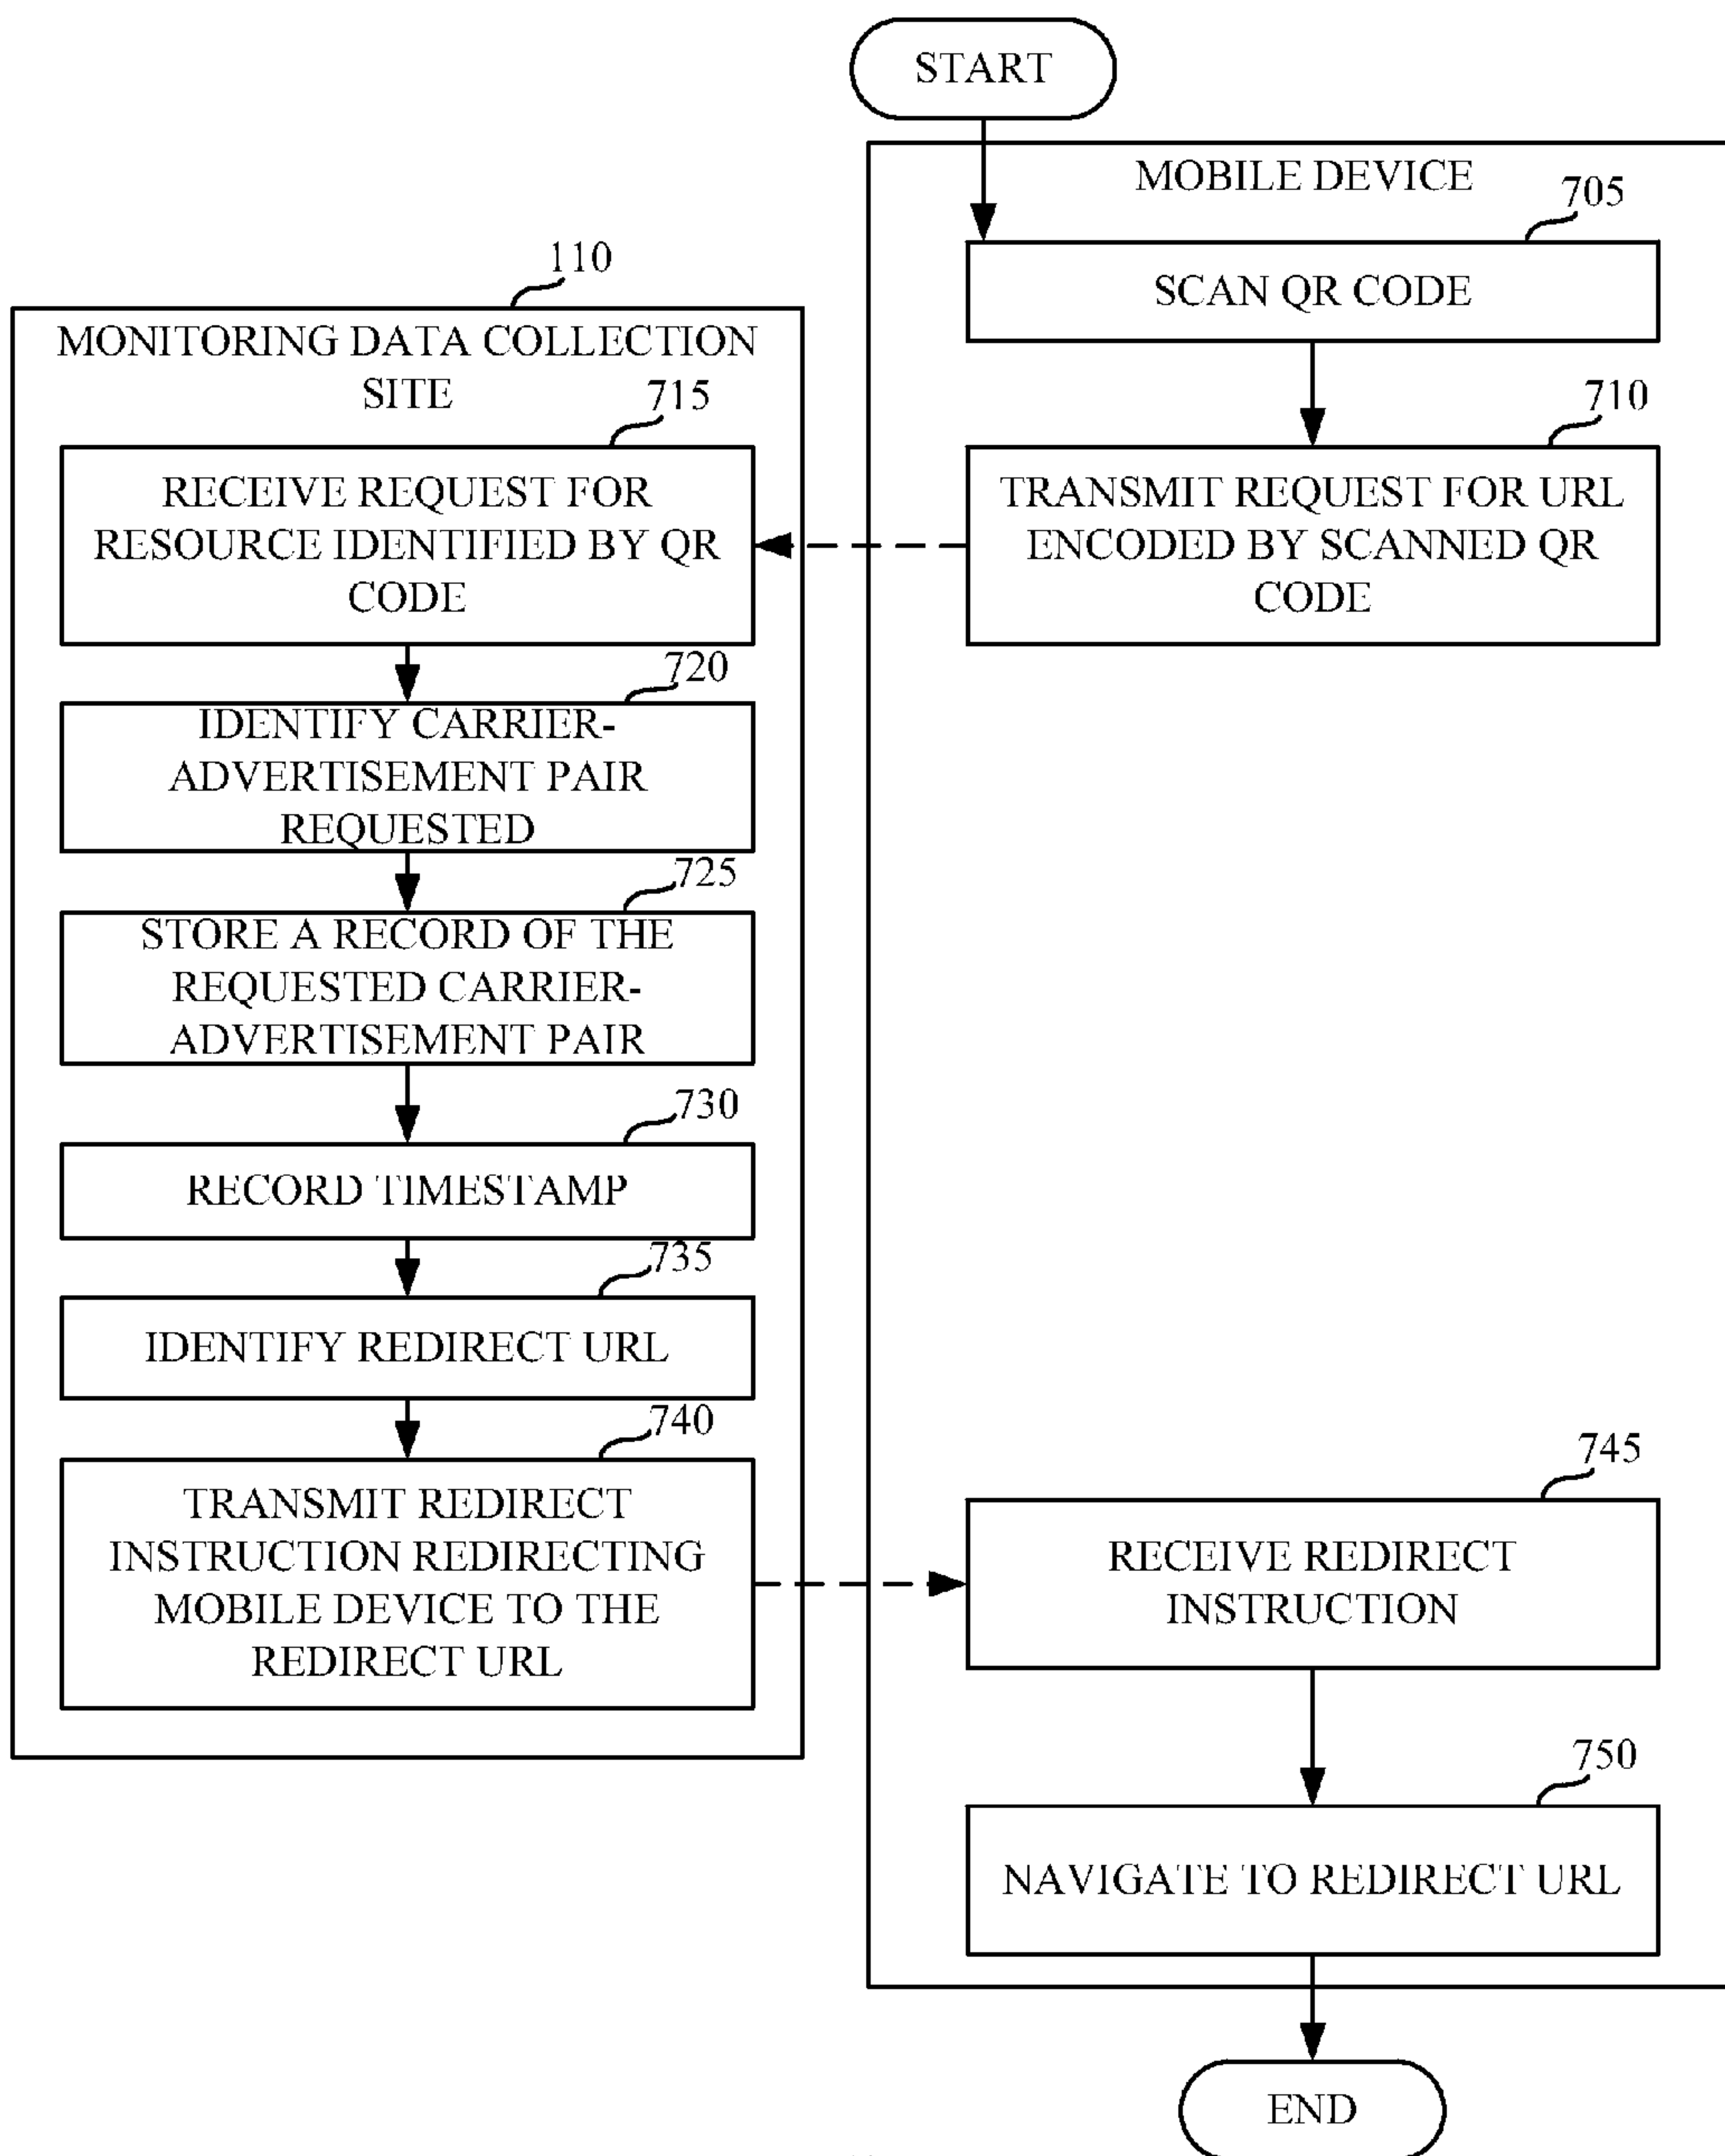 START
MOBILE DEVICE
705
SCAN QR CODE
710
TRANSMIT REQUEST FOR URL
ENCODED BY SCANNED QR
CODE
110
MONITORING DATA COLLECTION
SITE
715
RECEIVE REQUEST FOR
RESOURCE IDENTIFIED BY QR
CODE
720
IDENTIFY CARRIER-
ADVERTISEMENT PAIR
REQUESTED
725
STORE A RECORD OF THE
REQUESTED CARRIER-
ADVERTISEMENT PAIR
730
RECORD TIMESTAMP
735
IDENTIFY REDIRECT URL
740
TRANSMIT REDIRECT
INSTRUCTION REDIRECTING
MOBILE DEVICE TO THE
REDIRECT URL
745
RECEIVE REDIRECT
INSTRUCTION
750
NAVIGATE TO REDIRECT URL
END